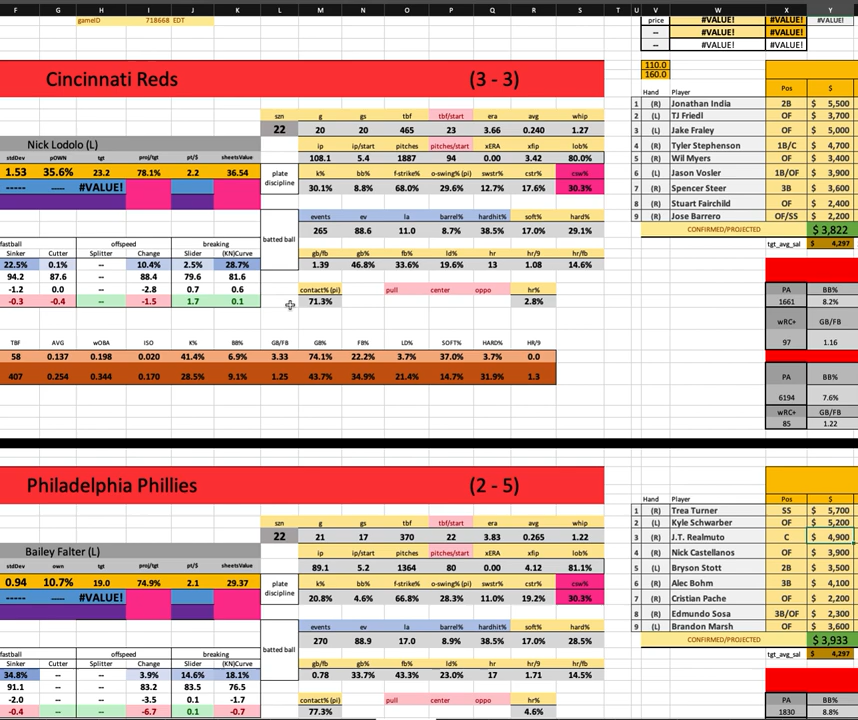 F G H I J K L M N O P Q R S T U V W X Y
gameID 718668 EDT
price #VALUE! #VALUE! #VALUE!
-- #VALUE! #VALUE!
-- #VALUE! #VALUE!
Cincinnati Reds (3 - 3)
110.0
160.0
Pos $
Hand Player
1 (R) Jonathan India 2B $ 5,500
2 (L) TJ Friedl OF $ 3,700
3 (L) Jake Fraley OF $ 5,000
4 (R) Tyler Stephenson 1B/C $ 4,700
5 (R) Wil Myers OF $ 3,400
6 (R) Jason Vosler 1B/OF $ 3,900
7 (R) Spencer Steer 3B $ 3,600
8 (R) Stuart Fairchild OF $ 2,400
9 (R) Jose Barrero OF/SS $ 2,200
CONFIRMED/PROJECTED $ 3,822
tgt_avg_sal $ 4,297
szn g gs tbf tbf/start era avg whip
22 20 20 465 23 3.66 0.240 1.27
Nick Lodolo (L)
ip ip/start pitches pitches/start xERA xfip lob%
108.1 5.4 1887 94 0.00 3.42 80.0%
stdDev pOWN tgt proj/tgt pt/$ sheetsValue
1.53 35.6% 23.2 78.1% 2.2 36.54
----- ---- #VALUE!
plate discipline
k% bb% f-strike% o-swing% (pi) swstr% cstr% csw%
30.1% 8.8% 68.0% 29.6% 12.7% 17.6% 30.3%
batted ball
events ev la barrel% hardhit% soft% hard%
265 88.6 11.0 8.7% 38.5% 17.0% 29.1%
gb/fb gb% fb% ld% hr hr/9 hr/fb
1.39 46.8% 33.6% 19.6% 13 1.08 14.6%
contact% (pi) pull center oppo hr%
71.3% 2.8%
fastball offspeed breaking
Sinker Cutter Splitter Change Slider (KN)Curve
22.5% 0.1% -- 10.4% 2.5% 28.7%
94.2 87.6 -- 88.4 79.6 81.6
-1.2 0.0 -- -2.8 0.7 0.6
-0.3 -0.4 -- -1.5 1.7 0.1
TBF AVG wOBA ISO K% BB% GB/FB GB% FB% LD% SOFT% HARD% HR/9
58 0.137 0.198 0.020 41.4% 6.9% 3.33 74.1% 22.2% 3.7% 37.0% 3.7% 0.0
407 0.254 0.344 0.170 28.5% 9.1% 1.25 43.7% 34.9% 21.4% 14.7% 31.9% 1.3
PA BB%
1661 8.2%
wRC+ GB/FB
97 1.16
PA BB%
6194 7.6%
wRC+ GB/FB
85 1.22
Philadelphia Phillies (2 - 5)
Hand Player Pos $
1 (R) Trea Turner SS $ 5,700
2 (L) Kyle Schwarber OF $ 5,200
3 (R) J.T. Realmuto C $ 4,900
4 (R) Nick Castellanos OF $ 3,900
5 (L) Bryson Stott 2B $ 3,500
6 (R) Alec Bohm 3B $ 4,100
7 (R) Cristian Pache OF $ 2,200
8 (R) Edmundo Sosa 3B/OF $ 2,300
9 (L) Brandon Marsh OF $ 3,600
CONFIRMED/PROJECTED $ 3,933
tgt_avg_sal $ 4,297
szn g gs tbf tbf/start era avg whip
22 21 17 370 22 3.83 0.265 1.22
Bailey Falter (L)
ip ip/start pitches pitches/start xERA xfip lob%
89.1 5.2 1364 80 0.00 4.12 81.1%
stdDev own tgt proj/tgt pt/$ sheetsValue
0.94 10.7% 19.0 74.9% 2.1 29.37
----- ---- #VALUE!
plate discipline
k% bb% f-strike% o-swing% (pi) swstr% cstr% csw%
20.8% 4.6% 66.8% 28.3% 11.0% 19.2% 30.3%
batted ball
events ev la barrel% hardhit% soft% hard%
270 88.9 17.0 8.9% 38.5% 17.0% 28.5%
gb/fb gb% fb% ld% hr hr/9 hr/fb
0.78 33.7% 43.3% 23.0% 17 1.71 14.5%
contact% (pi) pull center oppo hr%
77.3% 4.6%
fastball offspeed breaking
Sinker Cutter Splitter Change Slider (KN)Curve
34.8% -- -- 3.9% 14.6% 18.1%
91.1 -- -- 83.2 83.5 76.5
-2.0 -- -- -3.5 0.1 -1.7
-0.4 -- -- -6.7 0.1 -0.7
PA BB%
1830 8.8%